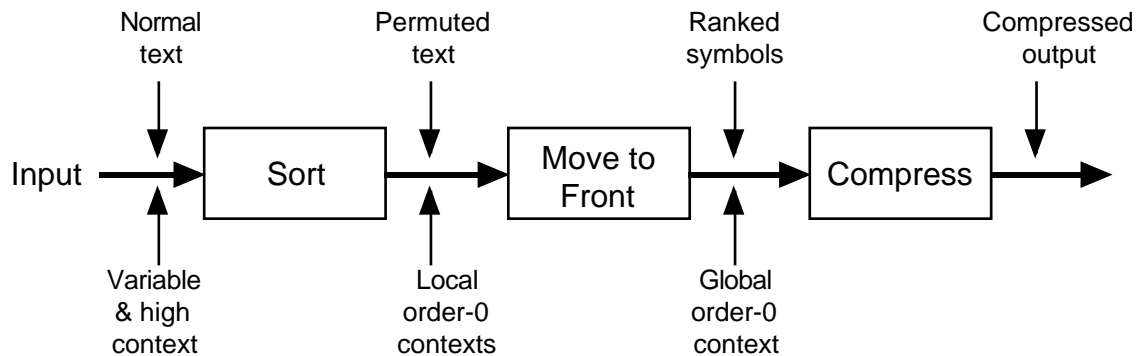 Normal
text
Permuted
text
Ranked
symbols
Compressed
output
Input
Sort
Move to
Front
Compress
Variable
& high
context
Local
order-0
contexts
Global
order-0
context